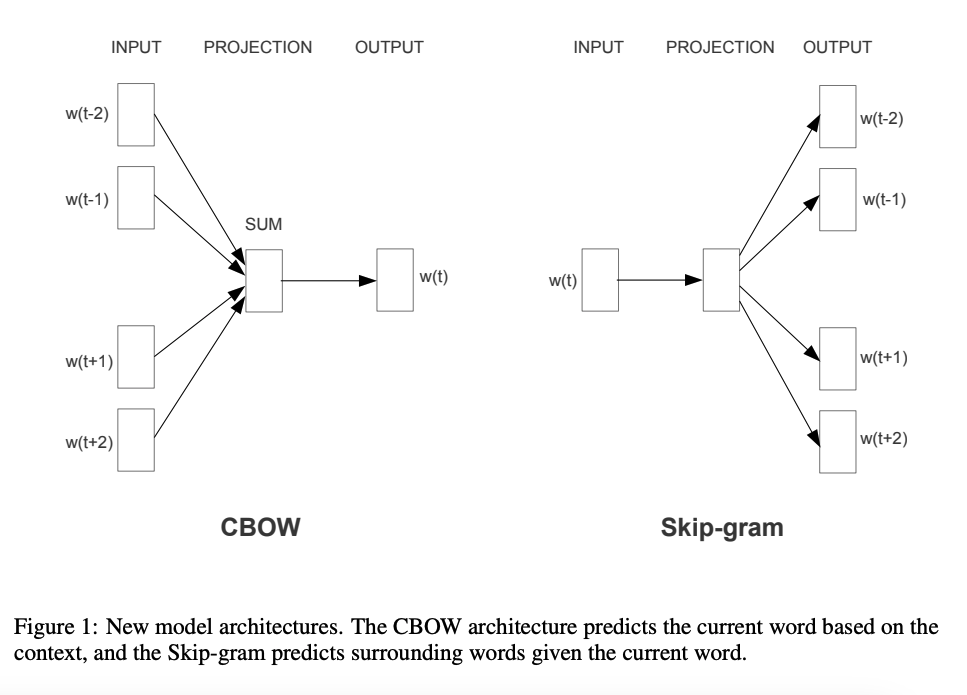 INPUT PROJECTION OUTPUT
w(t-2)
w(t-1)
SUM
w(t)
w(t+1)
w(t+2)
CBOW
INPUT PROJECTION OUTPUT
w(t-2)
w(t-1)
w(t)
w(t+1)
w(t+2)
Skip-gram
Figure 1: New model architectures. The CBOW architecture predicts the current word based on the
context, and the Skip-gram predicts surrounding words given the current word.